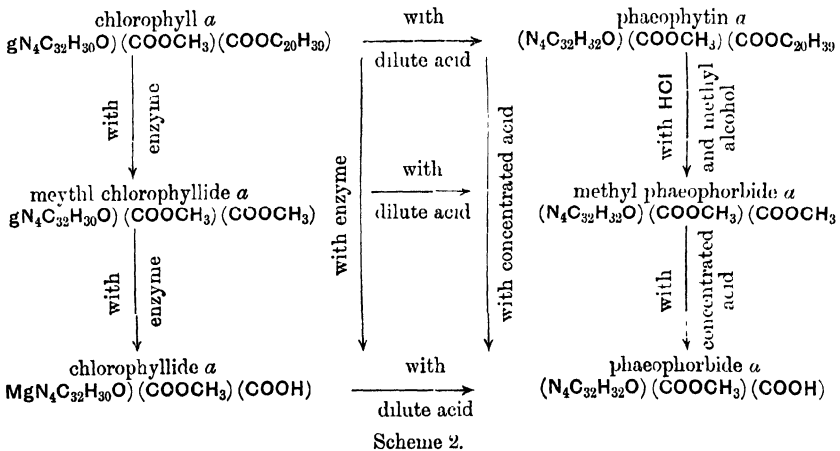 chlorophyll a
gN4C32H30O) (COOCH3) (COOC20H39)
with
dilute acid
phaeophytin a
(N4C32H32O) (COOCH3) (COOC20H39
with
enzyme
with enzyme
with concentrated acid
with HCl
and methyl
alcohol
meythl chlorophyllide a
gN4C32H30O) (COOCH3) (COOCH3)
with
dilute acid
methyl phaeophorbide a
(N4C32H32O) (COOCH3) (COOCH3
with
enzyme
with
concentrated
acid
chlorophyllide a
MgN4C32H30O) (COOCH3) (COOH)
with
dilute acid
phaeophorbide a
(N4C32H32O) (COOCH3) (COOH)
Scheme 2.